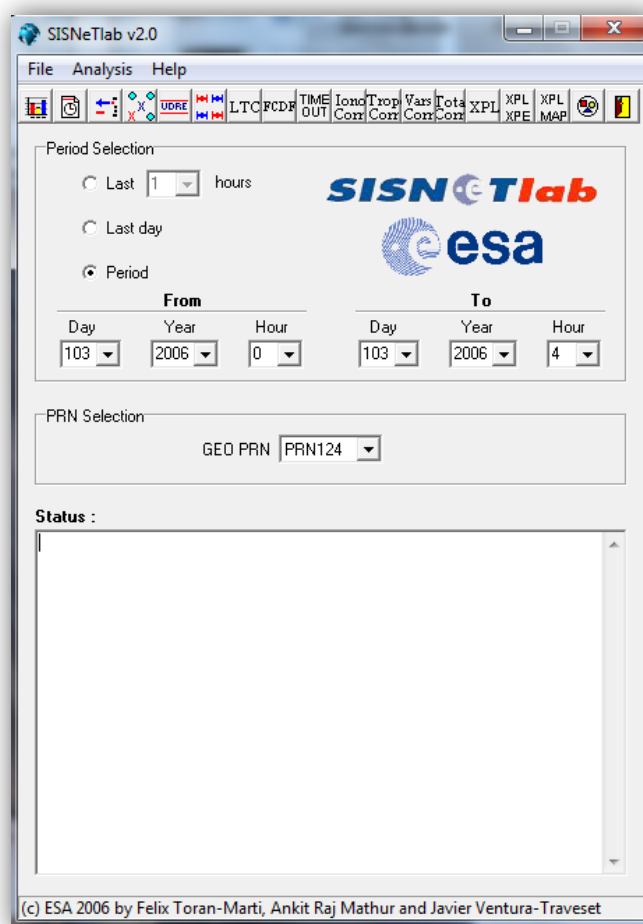 SISNeTlab v2.0
File Analysis Help
UDRE LTC FCDF TIME OUT Iono Corr Trop Corr Vars Corr Tota Corr XPL XPL XPE XPL MAP
Period Selection
Last 1 hours
SISNeTlab
Last day
esa
Period
From To
Day Year Hour Day Year Hour
103 2006 0 103 2006 4
PRN Selection
GEO PRN PRN124
Status :
(c) ESA 2006 by Felix Toran-Marti, Ankit Raj Mathur and Javier Ventura-Traveset